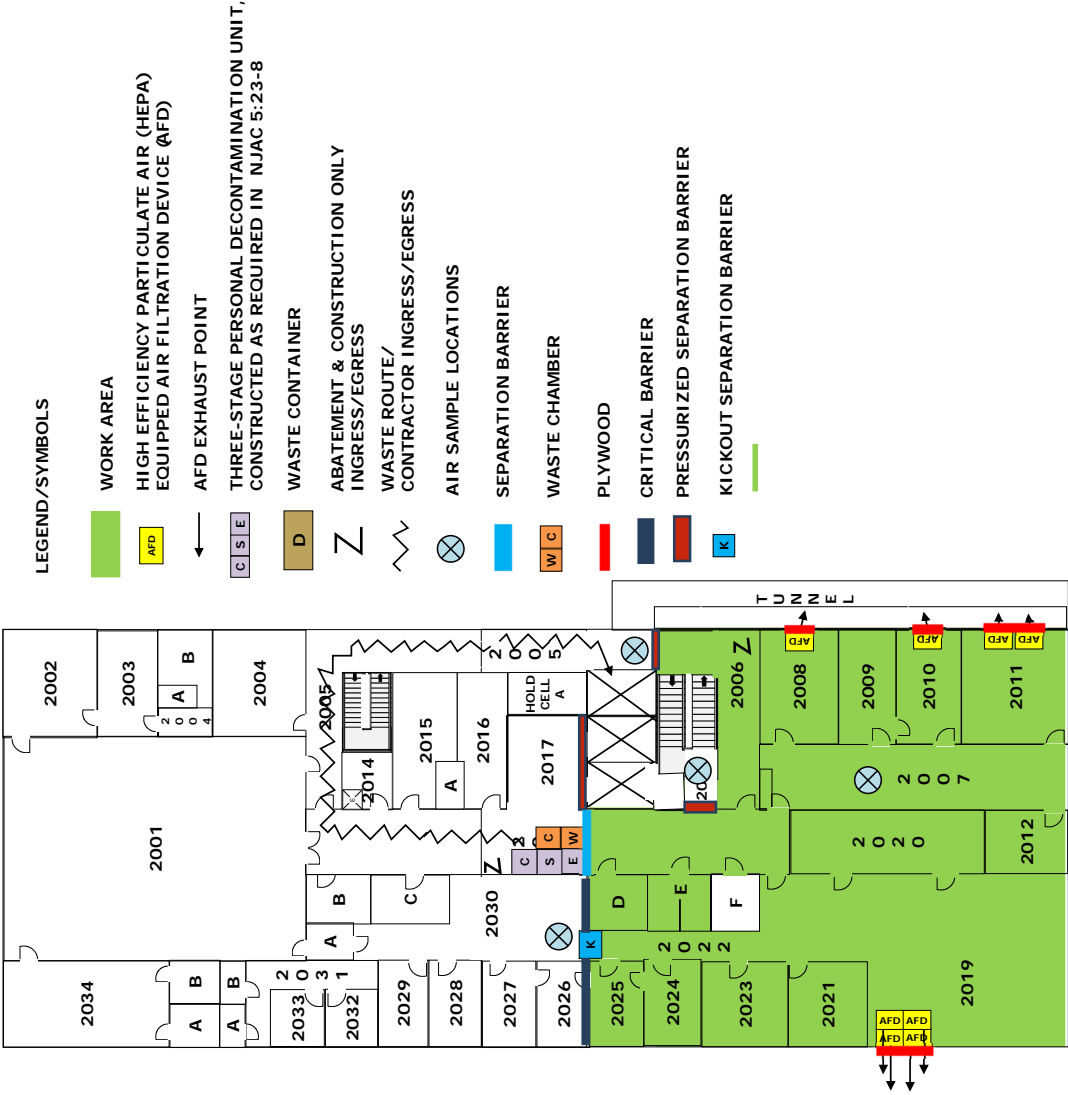 LEGEND/SYMBOLS
WORK AREA
AFD
HIGH EFFICIENCY PARTICULATE AIR (HEPA)
EQUIPPED AIR FILTRATION DEVICE (AFD)
AFD EXHAUST POINT
C S E
THREE-STAGE PERSONAL DECONTAMINATION UNIT,
CONSTRUCTED AS REQUIRED IN NJAC 5:23-8
D
WASTE CONTAINER
Z
ABATEMENT & CONSTRUCTION ONLY
INGRESS/EGRESS
WASTE ROUTE/
CONTRACTOR INGRESS/EGRESS
AIR SAMPLE LOCATIONS
SEPARATION BARRIER
W C
WASTE CHAMBER
PLYWOOD
CRITICAL BARRIER
PRESSURIZED SEPARATION BARRIER
K
KICKOUT SEPARATION BARRIER
2002
2003
A
B
2004
2004
2001
2034
A
B
A
B
2031
2033
2032
2029
2028
2027
2026
A
B
C
2030
2005
2005
2014
E
2015
A
2016
HOLD
CELL
A
2017
Z
C
S
E
C
W
K
TUNNEL
2006
Z
2008
AFD
2009
2010
AFD
2011
AFD
AFD
2007
2020
2012
D
E
F
2022
2025
2024
2023
2021
2019
AFD
AFD
AFD
AFD